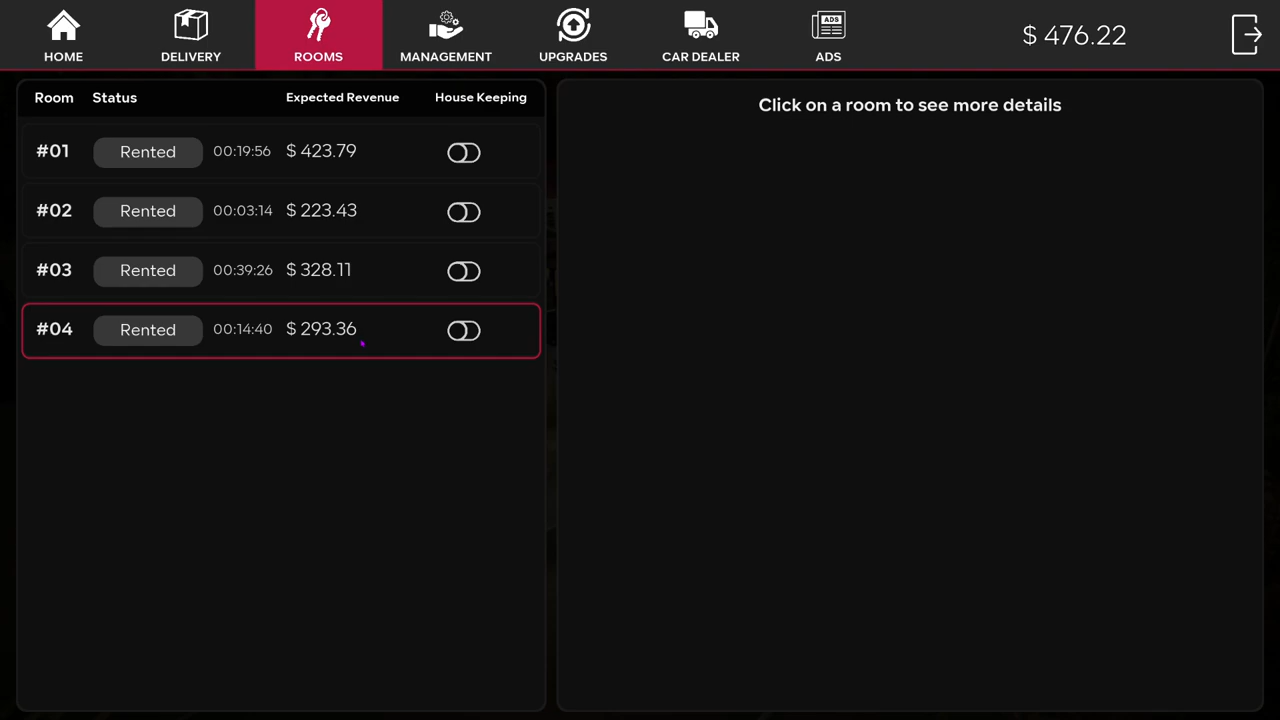 HOME DELIVERY ROOMS MANAGEMENT UPGRADES CAR DEALER ADS ADS $ 476.22
Room Status Expected Revenue House Keeping
#01 Rented 00:19:56 $ 423.79
#02 Rented 00:03:14 $ 223.43
#03 Rented 00:39:26 $ 328.11
#04 Rented 00:14:40 $ 293.36
Click on a room to see more details